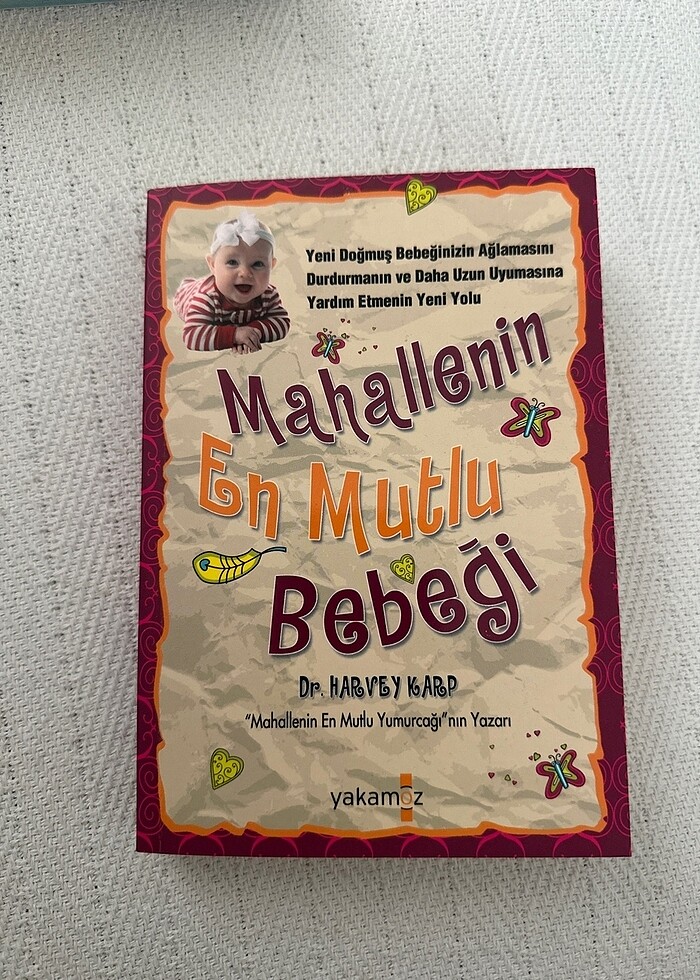 Yeni Doğmuş Bebeğinizin Ağlamasını
Durdurmanın ve Daha Uzun Uyumasına
Yardım Etmenin Yeni Yolu
Mahallenin
En Mutlu
Bebeği
Dr. HARVEY KARP
"Mahallenin En Mutlu Yumurcağı"nın Yazarı
yakamoz